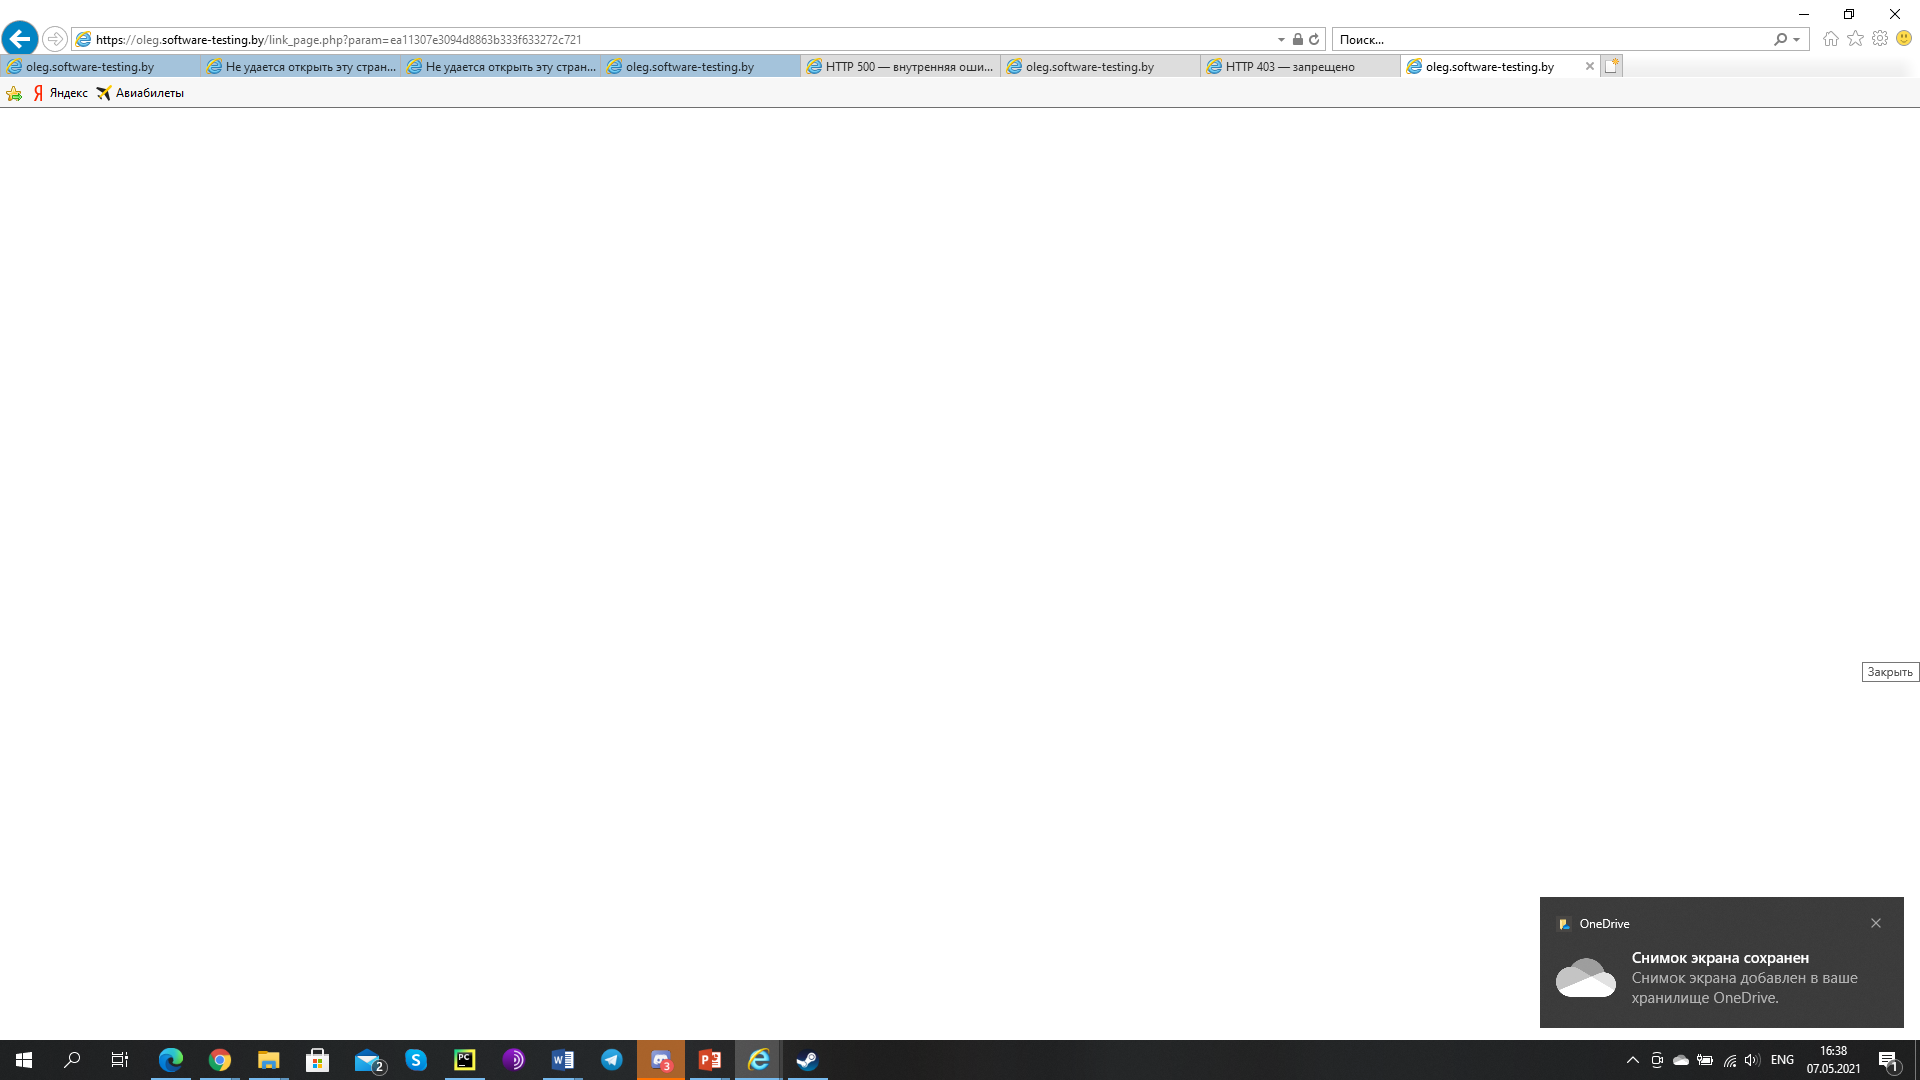 https://oleg.software-testing.by/link_page.php?param=ea11307e3094d8863b333f633272c721
Поиск...
oleg.software-testing.by
Не удается открыть эту стран...
Не удается открыть эту стран...
oleg.software-testing.by
HTTP 500 — внутренняя оши...
oleg.software-testing.by
HTTP 403 — запрещено
oleg.software-testing.by
Яндекс
Авиабилеты
Закрыть
OneDrive
Снимок экрана сохранен
Снимок экрана добавлен в ваше
хранилище OneDrive.
2
PC
3
ENG
16:38
07.05.2021
1